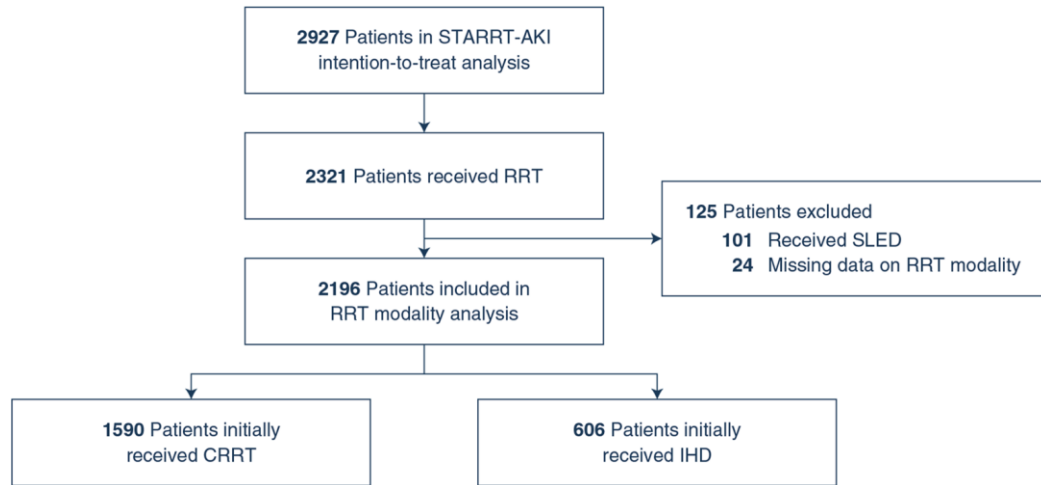 2927 Patients in STARRT-AKI
intention-to-treat analysis
2321 Patients received RRT
125 Patients excluded
101 Received SLED
24 Missing data on RRT modality
2196 Patients included in
RRT modality analysis
1590 Patients initially
received CRRT
606 Patients initially
received IHD